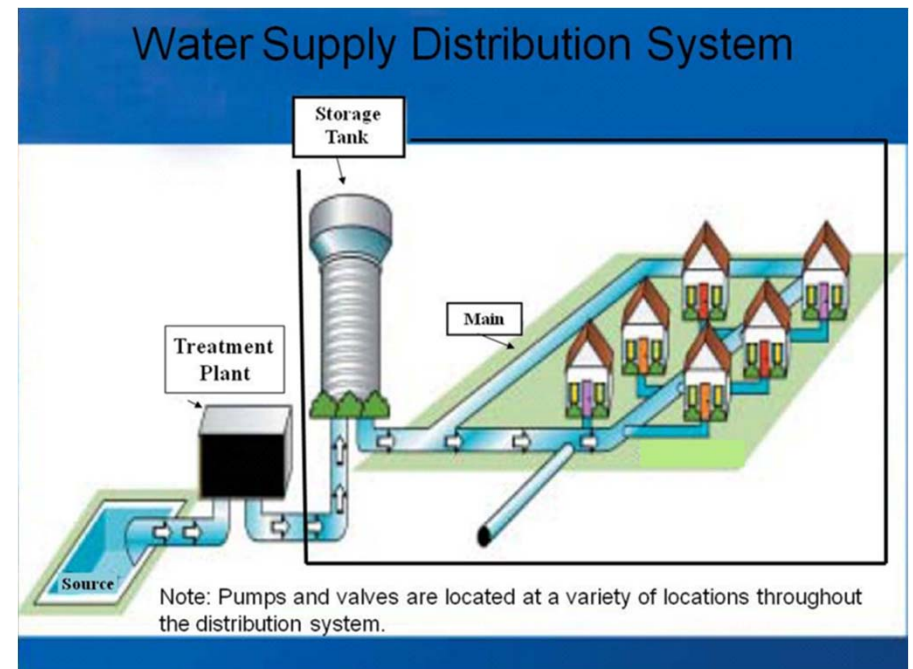 Water Supply Distribution System
Storage
Tank
Main
Treatment
Plant
Source
Note: Pumps and valves are located at a variety of locations throughout
the distribution system.